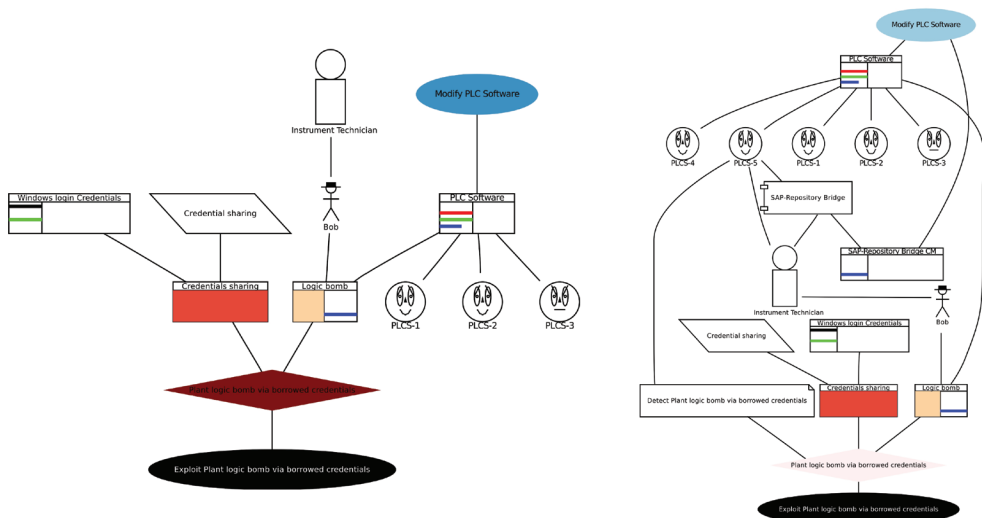 Instrument Technician
Modify PLC Software
Windows login Credentials
Credential sharing
Bob
PLC Software
Credentials sharing
Logic bomb
PLCS-1
PLCS-2
PLCS-3
Plant logic bomb via borrowed credentials
Exploit Plant logic bomb via borrowed credentials
Modify PLC Software
PLC Software
PLCS-4
PLCS-5
PLCS-1
PLCS-2
PLCS-3
SAP-Repository Bridge
SAP-Repository Bridge CM
Instrument Technician
Bob
Credential sharing
Windows login Credentials
Detect Plant logic bomb via borrowed credentials
Credentials sharing
Logic bomb
Plant logic bomb via borrowed credentials
Exploit Plant logic bomb via borrowed credentials